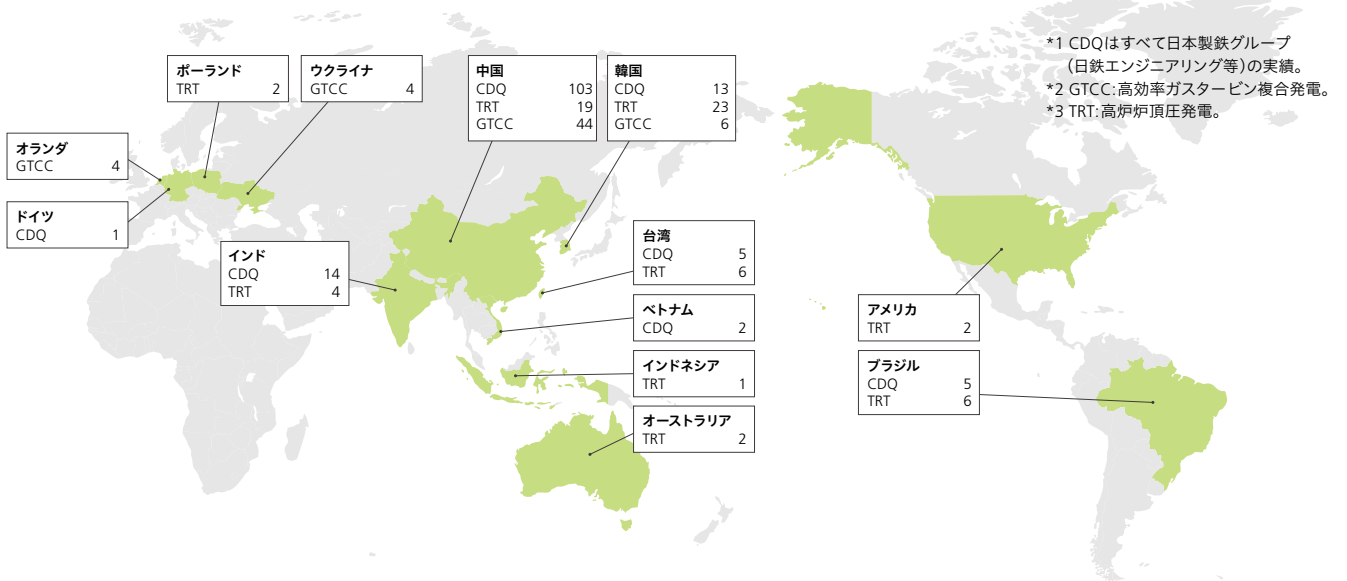 *1 CDQはすべて日本製鉄グループ
(日鉄エンジニアリング等)の実績。
*2 GTCC:高効率ガスタービン複合発電。
*3 TRT:高炉炉頂圧発電。
ポーランド
TRT 2
ウクライナ
GTCC 4
中国
CDQ 103
TRT 19
GTCC 44
韓国
CDQ 13
TRT 23
GTCC 6
オランダ
GTCC 4
ドイツ
CDQ 1
インド
CDQ 14
TRT 4
台湾
CDQ 5
TRT 6
ベトナム
CDQ 2
インドネシア
TRT 1
オーストラリア
TRT 2
アメリカ
TRT 2
ブラジル
CDQ 5
TRT 6